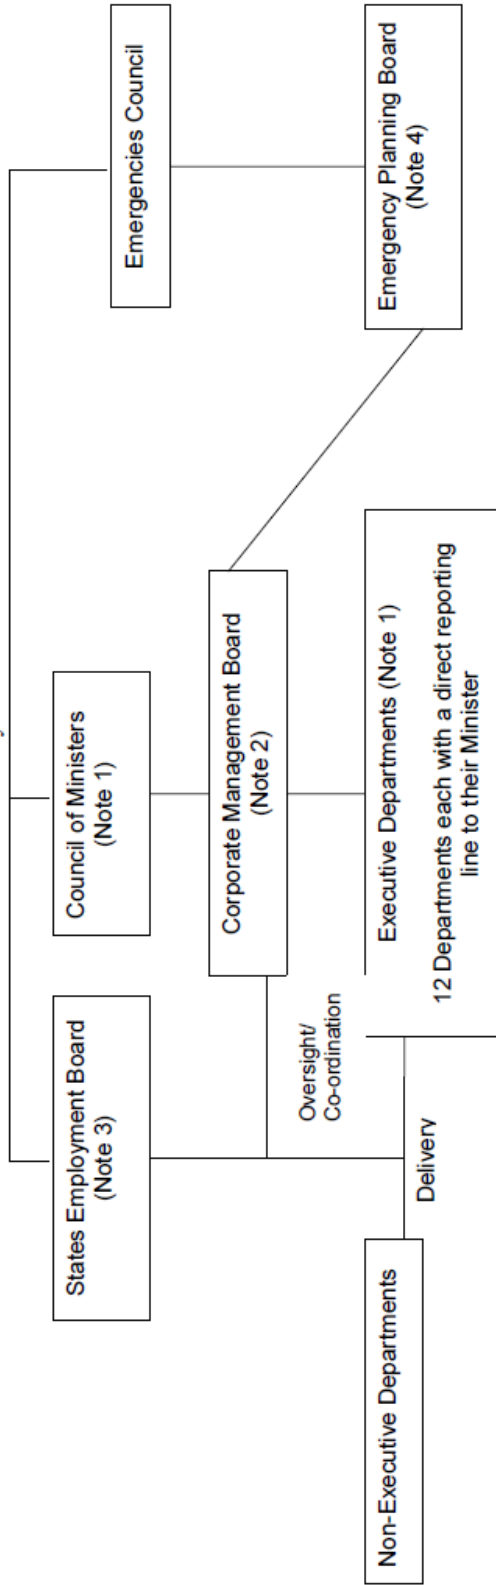 States Employment Board
(Note 3)
Council of Ministers
(Note 1)
Emergencies Council
Corporate Management Board
(Note 2)
Oversight/
Co-ordination
Non-Executive Departments
Delivery
Executive Departments (Note 1)
12 Departments each with a direct reporting
line to their Minister
Emergency Planning Board
(Note 4)